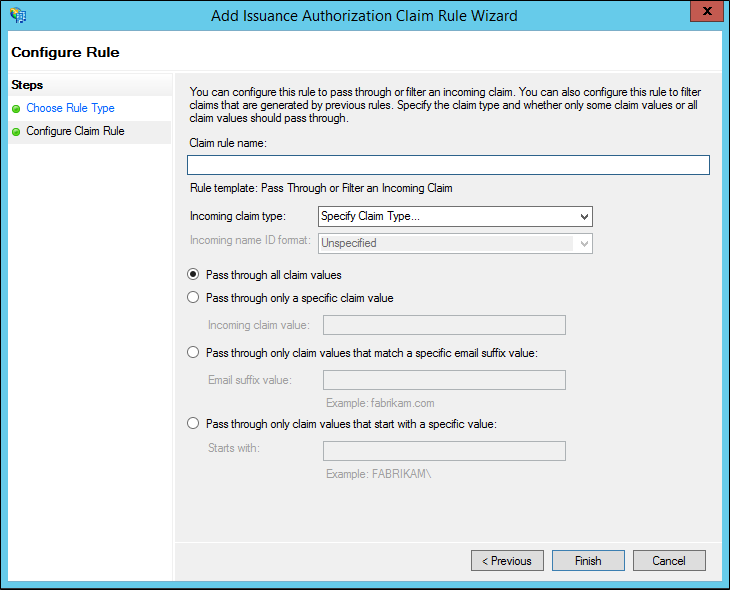 Add Issuance Authorization Claim Rule Wizard
X
Configure Rule
Steps
Choose Rule Type
Configure Claim Rule
You can configure this rule to pass through or filter an incoming claim. You can also configure this rule to filter
claims that are generated by previous rules. Specify the claim type and whether only some claim values or all
claim values should pass through.
Claim rule name:
Rule template: Pass Through or Filter an Incoming Claim
Incoming claim type: Specify Claim Type...
Incoming name ID format: Unspecified
Pass through all claim values
Pass through only a specific claim value
Incoming claim value:
Pass through only claim values that match a specific email suffix value:
Email suffix value:
Example: fabrikam.com
Pass through only claim values that start with a specific value:
Starts with:
Example: FABRIKAM\
< Previous Finish Cancel